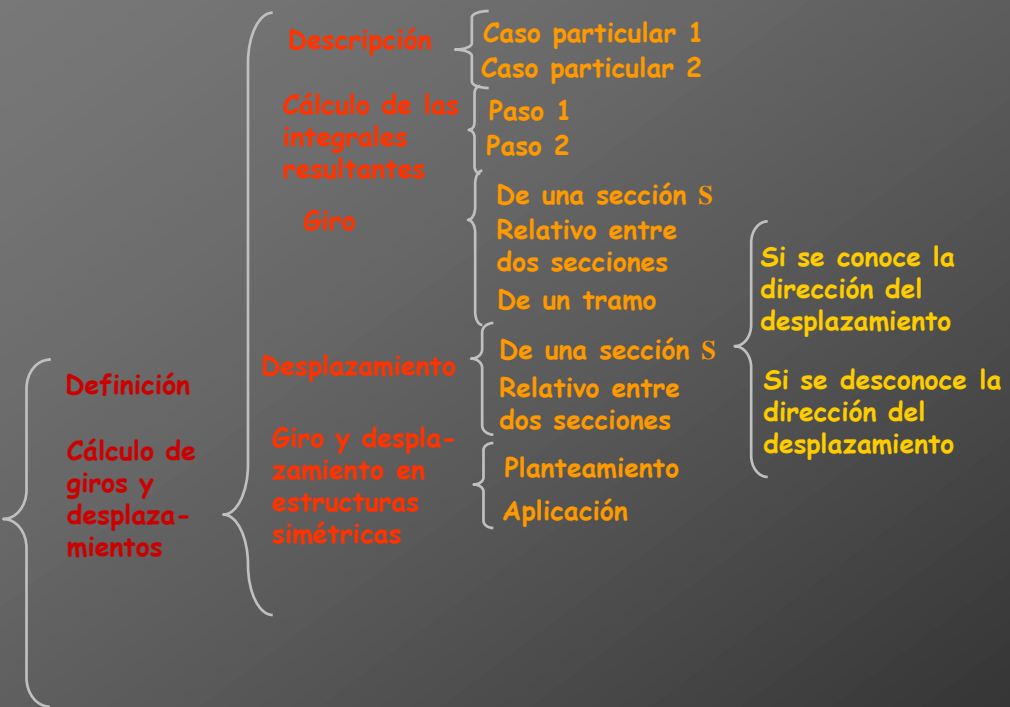 Definición
Cálculo de
giros y
desplaza-
mientos
Descripción
Caso particular 1
Caso particular 2
Cálculo de las
integrales
resultantes
Paso 1
Paso 2
Giro
De una sección S
Relativo entre
dos secciones
De un tramo
Desplazamiento
De una sección S
Si se conoce la
dirección del
desplazamiento
Si se desconoce la
dirección del
desplazamiento
Relativo entre
dos secciones
Giro y despla-
zamiento en
estructuras
simétricas
Planteamiento
Aplicación